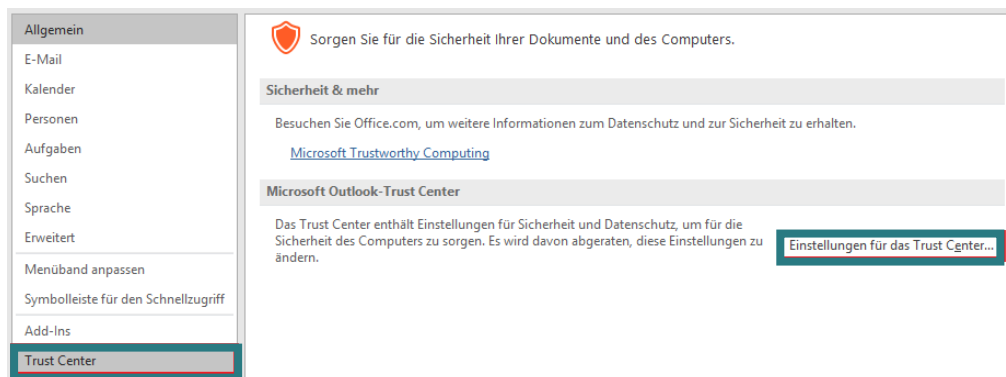 Allgemein
E-Mail
Kalender
Personen
Aufgaben
Suchen
Sprache
Erweitert
Menüband anpassen
Symbolleiste für den Schnellzugriff
Add-Ins
Trust Center
Sorgen Sie für die Sicherheit Ihrer Dokumente und des Computers.
Sicherheit & mehr
Besuchen Sie Office.com, um weitere Informationen zum Datenschutz und zur Sicherheit zu erhalten.
Microsoft Trustworthy Computing
Microsoft Outlook-Trust Center
Das Trust Center enthält Einstellungen für Sicherheit und Datenschutz, um für die
Sicherheit des Computers zu sorgen. Es wird davon abgeraten, diese Einstellungen zu
ändern.
Einstellungen für das Trust Center...